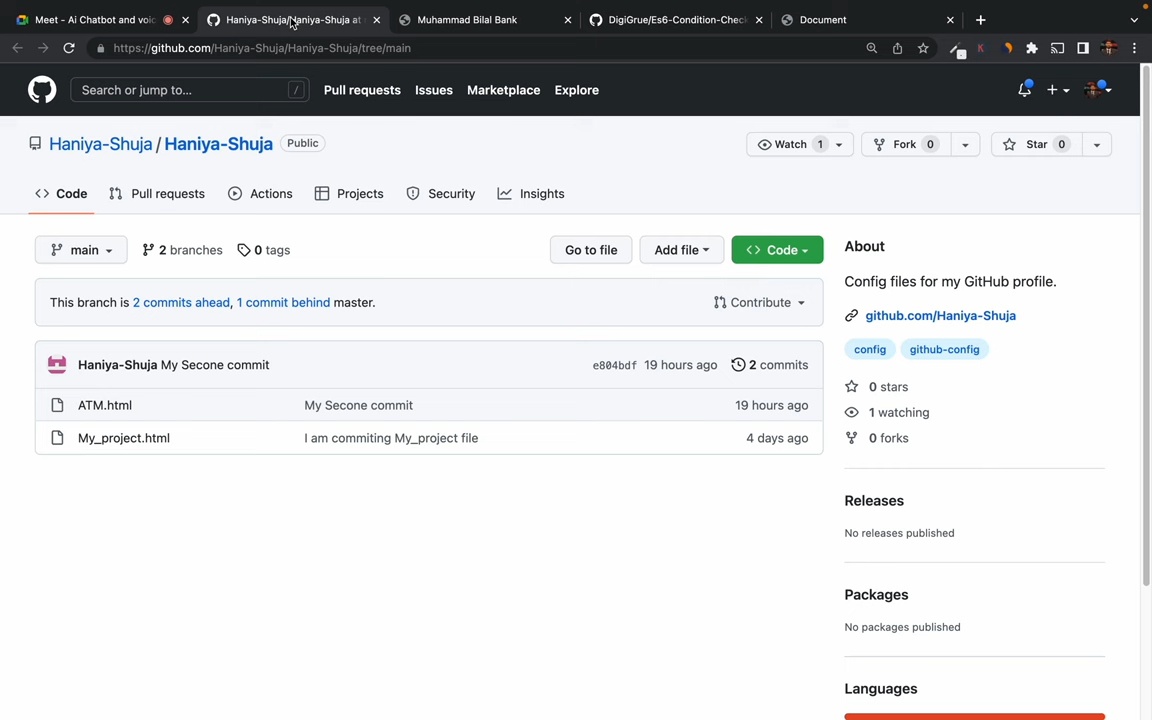 Meet - Ai Chatbot and voic
Haniya-Shuja/Haniya-Shuja at
Muhammad Bilal Bank
DigiGrue/Es6-Condition-Check
Document
https://github.com/Haniya-Shuja/Haniya-Shuja/tree/main
K
Search or jump to...
/
Pull requests
Issues
Marketplace
Explore
Haniya-Shuja / Haniya-Shuja Public
Watch 1
Fork 0
Star 0
Code
Pull requests
Actions
Projects
Security
Insights
main
2 branches
0 tags
Go to file
Add file
Code
This branch is 2 commits ahead, 1 commit behind master.
Contribute
Haniya-Shuja My Secone commit
e804bdf 19 hours ago
2 commits
ATM.html
My Secone commit
19 hours ago
My_project.html
I am commiting My_project file
4 days ago
About
Config files for my GitHub profile.
github.com/Haniya-Shuja
config
github-config
0 stars
1 watching
0 forks
Releases
No releases published
Packages
No packages published
Languages